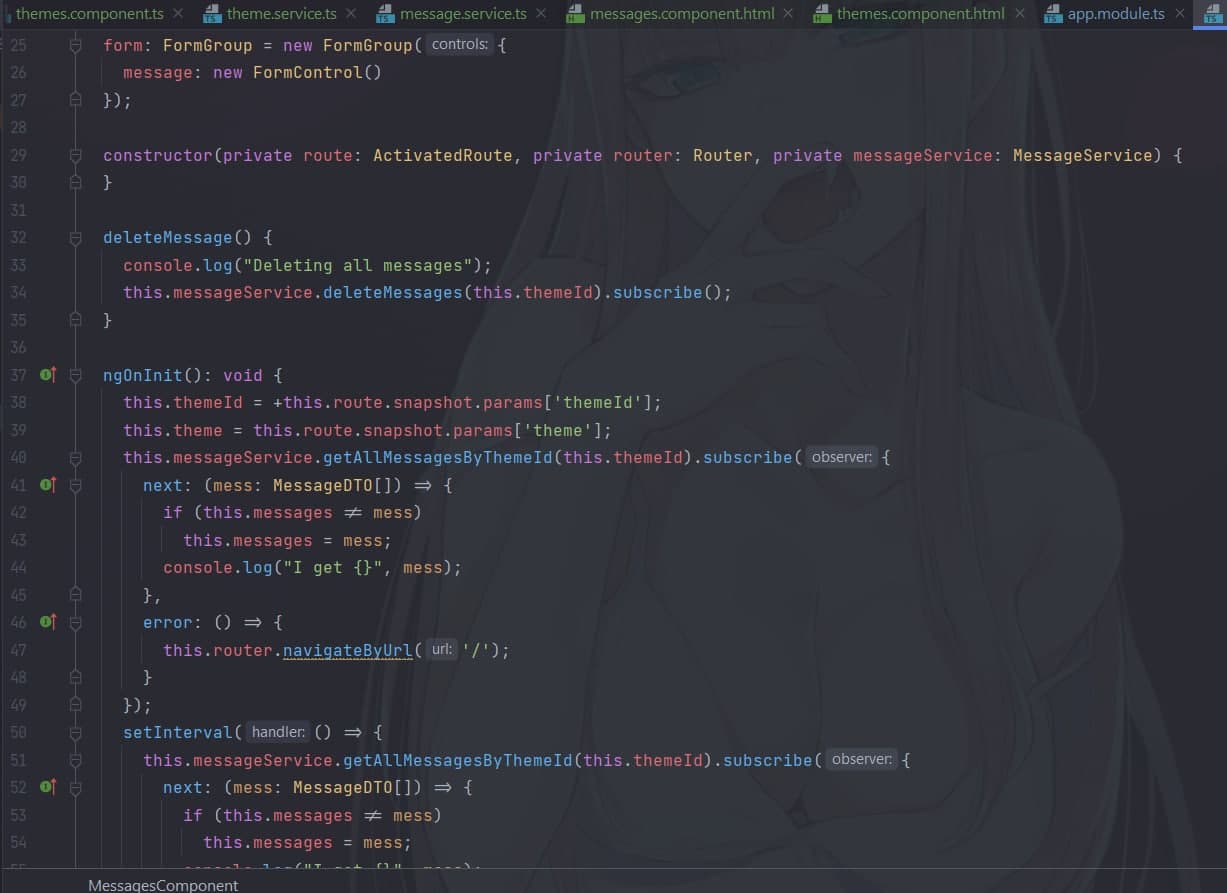 themes.component.ts × theme.service.ts × message.service.ts × messages.component.html × themes.component.html × app.module.ts ×
25 form: FormGroup = new FormGroup( controls: {
26 message: new FormControl()
27 });
28
29 constructor(private route: ActivatedRoute, private router: Router, private messageService: MessageService) {
30 }
31
32 deleteMessage() {
33 console.log("Deleting all messages");
34 this.messageService.deleteMessages(this.themeId).subscribe();
35 }
36
37 ngOnInit(): void {
38 this.themeId = +this.route.snapshot.params['themeId'];
39 this.theme = this.route.snapshot.params['theme'];
40 this.messageService.getAllMessagesByThemeId(this.themeId).subscribe( observer: {
41 next: (mess: MessageDTO[]) ⇒ {
42 if (this.messages ≠ mess)
43 this.messages = mess;
44 console.log("I get {}", mess);
45 },
46 error: () ⇒ {
47 this.router.navigateByUrl( url: '/');
48 }
49 });
50 setInterval( handler: () ⇒ {
51 this.messageService.getAllMessagesByThemeId(this.themeId).subscribe( observer: {
52 next: (mess: MessageDTO[]) ⇒ {
53 if (this.messages ≠ mess)
54 this.messages = mess;
55 console.log("I get {}", mess);
MessagesComponent